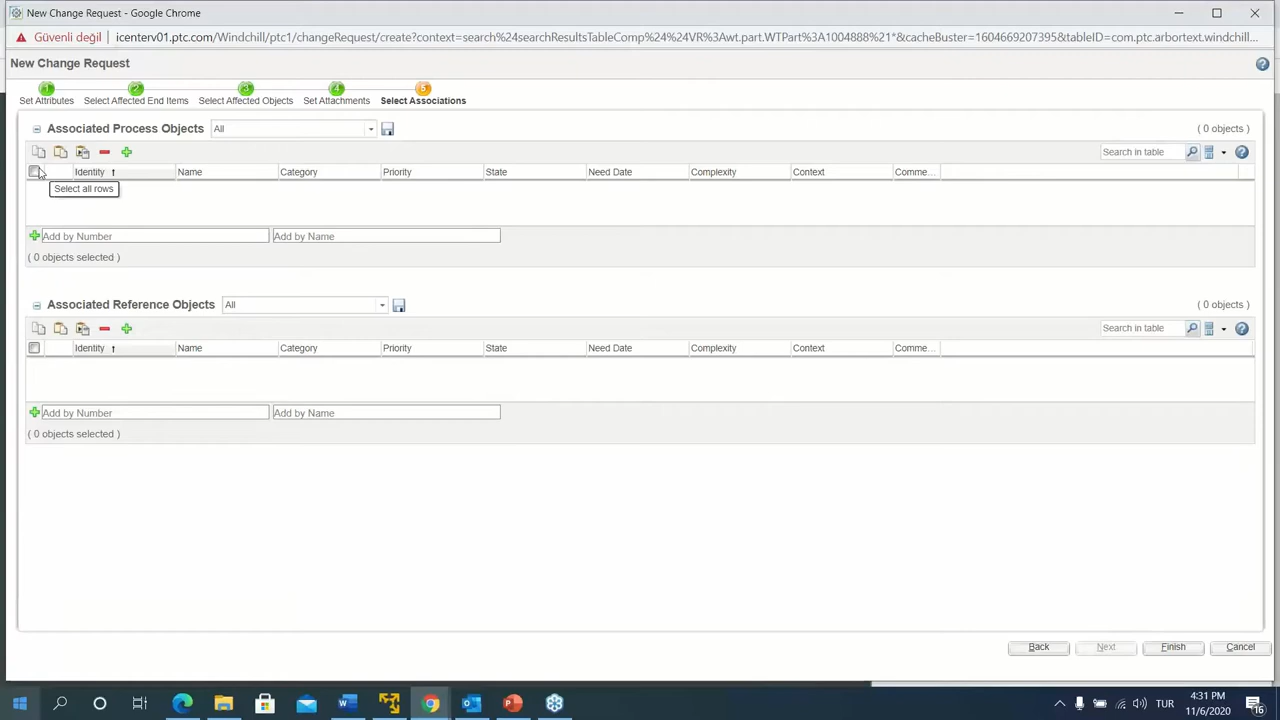 New Change Request - Google Chrome
Güvenli değil | icenterv01.ptc.com/Windchill/ptc1/changeRequest/create?context=search%24searchResultsTableComp%24%24VR%3Awt.part.WTPart%3A1004888%21*&cacheBuster=1604669207395&tableID=com.ptc.arbortext.windchill...
New Change Request
1 2 3 4 5
Set Attributes Select Affected End Items Select Affected Objects Set Attachments Select Associations
Associated Process Objects All ( 0 objects )
Search in table
Identity ↑ Name Category Priority State Need Date Complexity Context Comme...
Select all rows
Add by Number Add by Name
( 0 objects selected )
Associated Reference Objects All ( 0 objects )
Search in table
Identity ↑ Name Category Priority State Need Date Complexity Context Comme...
Add by Number Add by Name
( 0 objects selected )
Back Next Finish Cancel
4:31 PM
TUR
11/6/2020
16